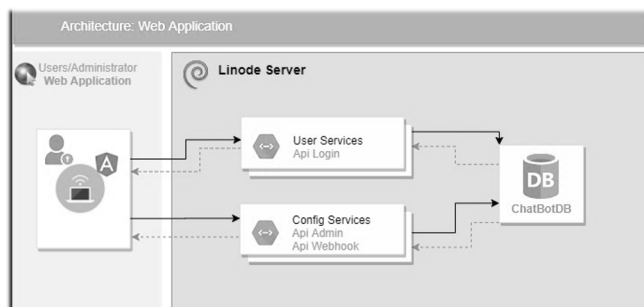 Architecture: Web Application
Users/Administrator
Web Application
Linode Server
User Services
Api Login
Config Services
Api Admin
Api Webhook
DB
ChatBotDB